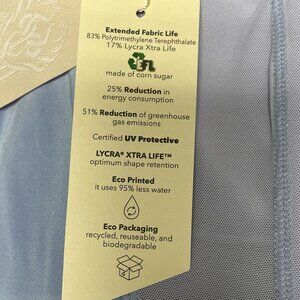 Extended Fabric Life
83% Polytrimethylene Terephthalate
17% Lycra Xtra Life
EFL
made of corn sugar
25% Reduction in
energy consumption
51% Reduction of greenhouse
gas emissions
Certified UV Protective
LYCRA® XTRA LIFE™
optimum shape retention
Eco Printed
it uses 95% less water
Eco Packaging
recycled, reuseable, and
biodegradable